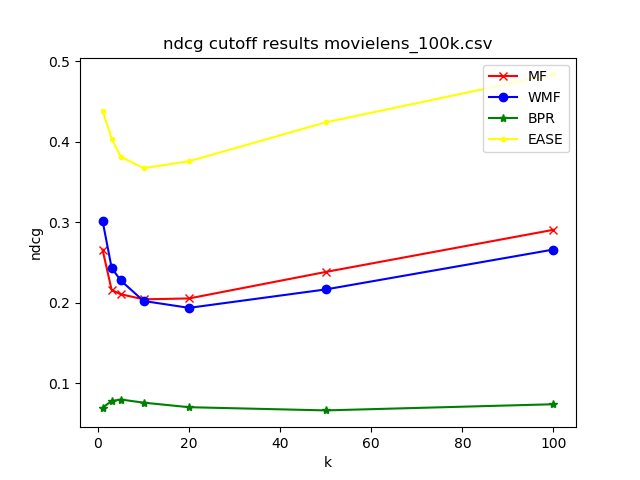 ndcg cutoff results movielens_100k.csv
MF
WMF
BPR
EASE
ndcg
0.5
0.4
0.3
0.2
0.1
0 20 40 60 80 100
k